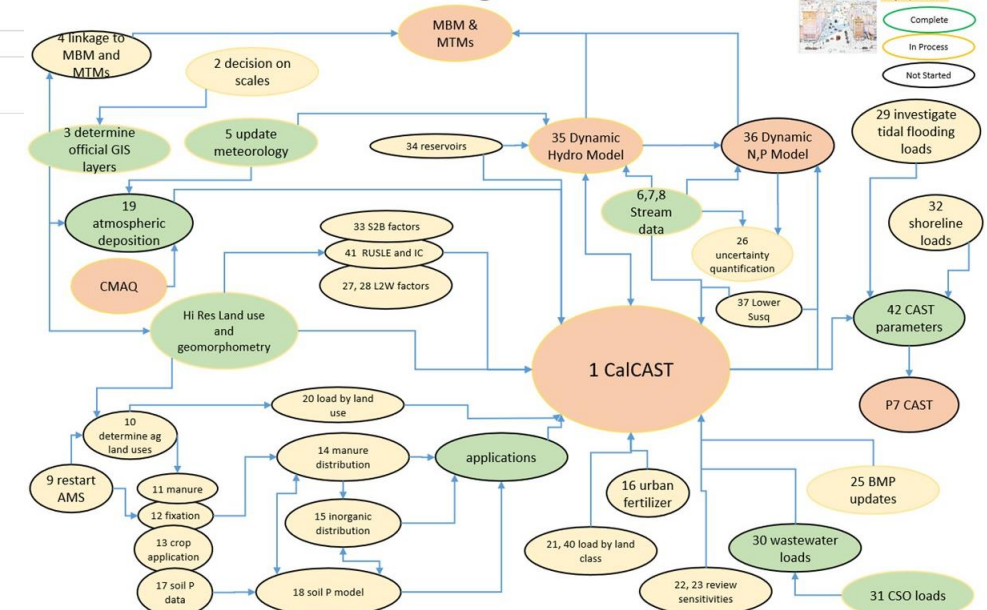 MBM &
MTMs
Complete
In Process
Not Started
4 linkage to
MBM and
MTMs
2 decision on
scales
3 determine
official GIS
layers
5 update
meteorology
34 reservoirs
35 Dynamic
Hydro Model
36 Dynamic
N,P Model
29 investigate
tidal flooding
loads
19
atmospheric
deposition
6,7,8
Stream
data
32
shoreline
loads
33 S2B factors
41 RUSLE and IC
27, 28 L2W factors
26
uncertainty
quantification
CMAQ
37 Lower
Susq
42 CAST
parameters
Hi Res Land use
and
geomorphometry
1 CalCAST
P7 CAST
20 load by land
use
10
determine ag
land uses
14 manure
distribution
applications
9 restart
AMS
11 manure
12 fixation
13 crop
application
15 inorganic
distribution
16 urban
fertilizer
25 BMP
updates
21, 40 load by land
class
30 wastewater
loads
17 soil P
data
18 soil P model
22, 23 review
sensitivities
31 CSO loads